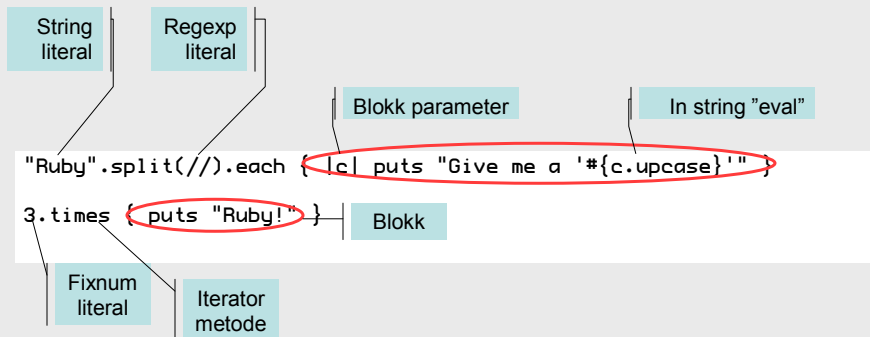 String
literal
Regexp
literal
Blokk parameter
In string ”eval”
"Ruby".split(//).each { |c| puts "Give me a '#{c.upcase}'" }
3.times { puts "Ruby!" }
Blokk
Fixnum
literal
Iterator
metode